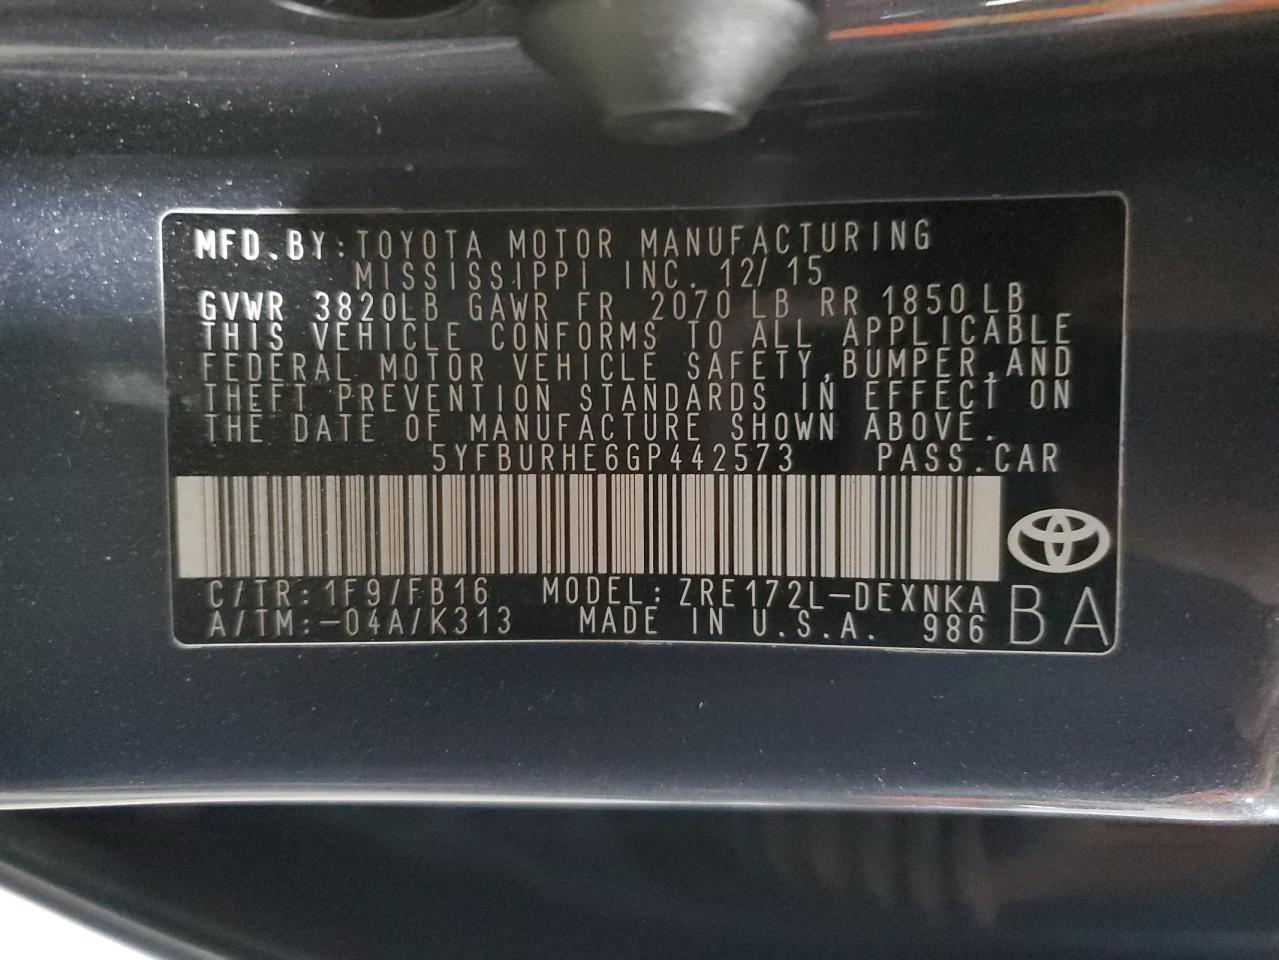 MFD.BY:TOYOTA MOTOR MANUFACTURING
MISSISSIPPI INC. 12/15
GVWR 3820LB GAWR FR 2070 LB RR 1850LB
THIS VEHICLE CONFORMS TO ALL APPLICABLE
FEDERAL MOTOR VEHICLE SAFETY,BUMPER,AND
THEFT PREVENTION STANDARDS IN EFFECT ON
THE DATE OF MANUFACTURE SHOWN ABOVE.
5YFBURHE6GP442573 PASS.CAR
C/TR:1F9/FB16 MODEL:ZRE172L-DEXNKA
A/TM:-04A/K313 MADE IN U.S.A. 986 BA